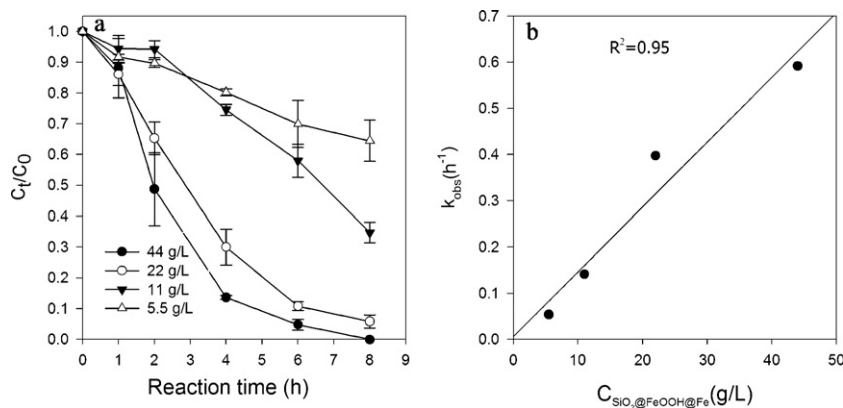 a
1.0
0.9
0.8
0.7
0.6
0.5
0.4
0.3
0.2
0.1
0.0
Ct/C0
44 g/L
22 g/L
11 g/L
5.5 g/L
0 1 2 3 4 5 6 7 8 9
Reaction time (h)
b
R²=0.95
0.7
0.6
0.5
0.4
0.3
0.2
0.1
0.0
kobs(h⁻¹)
0 10 20 30 40 50
CSiO₂@FeOOH@Fe(g/L)